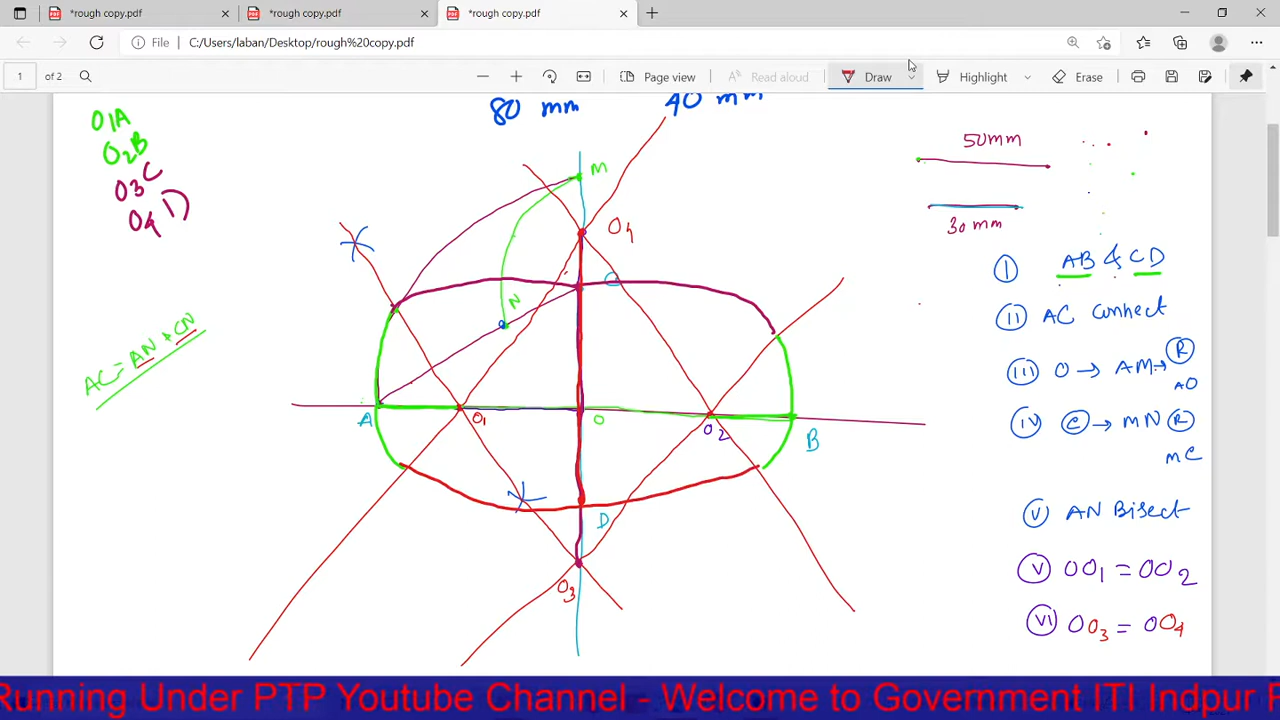 *rough copy.pdf
*rough copy.pdf
*rough copy.pdf
File
C:/Users/laban/Desktop/rough%20copy.pdf
1
of 2
Page view
Read aloud
Draw
Highlight
Erase
80 mm
40 mm
O1A
O2B
O3C
O4D
AC=AN+CN
M
O4
C
N
A
O1
O
O2
B
D
O3
50mm
30mm
I AB & CD
II AC Connect
III O → AM → R
AO
IV C → MN R
MC
V AN Bisect
V OO1 = OO2
VI OO3 = OO4
Running Under PTP Youtube Channel - Welcome to Government ITI Indpur